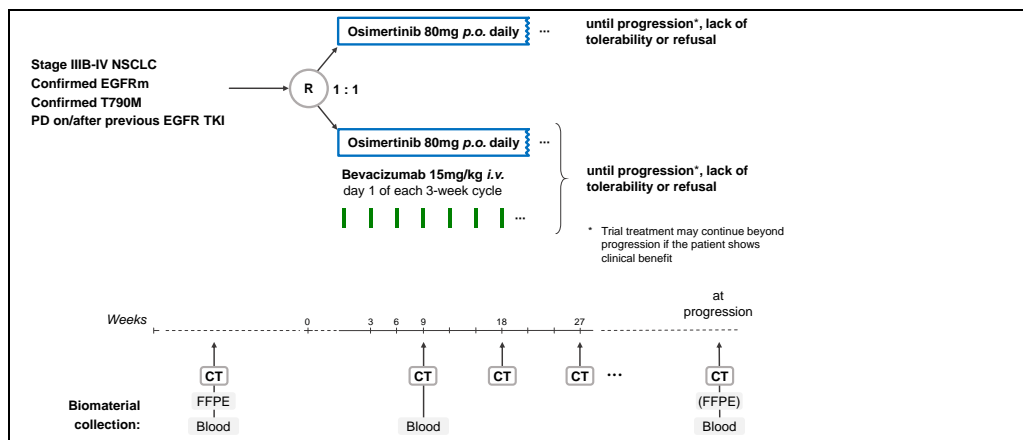 Osimertinib 80mg p.o. daily ...
until progression*, lack of
tolerability or refusal
Stage IIIB-IV NSCLC
Confirmed EGFRm
Confirmed T790M
PD on/after previous EGFR TKI
R 1 : 1
Osimertinib 80mg p.o. daily ...
Bevacizumab 15mg/kg i.v.
day 1 of each 3-week cycle
...
until progression*, lack of
tolerability or refusal
* Trial treatment may continue beyond
progression if the patient shows
clinical benefit
at
progression
Weeks 0 3 6 9 18 27
CT CT CT CT ... CT
FFPE (FFPE)
Biomaterial
collection: Blood Blood Blood